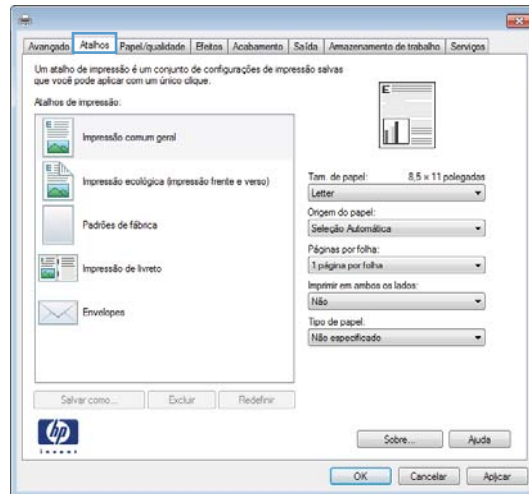 Avançado Atalhos Papel/qualidade Efeitos Acabamento Saída Amazenamento de trabalho Serviços
Um atalho de impressão é um conjunto de configurações de impressão salvas
que você pode aplicar com um único clique.
Atalhos de impressão:
Impressão comum geral
Impressão ecológica (impressão frente e verso)
Padrões de fábrica
Impressão de livreto
Envelopes
E
Tam. de papel: 8,5 × 11 polegadas
Letter
Origem do papel:
Seleção Automática
Páginas por folha:
1 página por folha
Imprimir em ambos os lados:
Não
Tipo de papel:
Não especificado
Salvar como... Excluir Redefinir
hp
invent
Sobre... Ajuda
OK Cancelar Aplicar